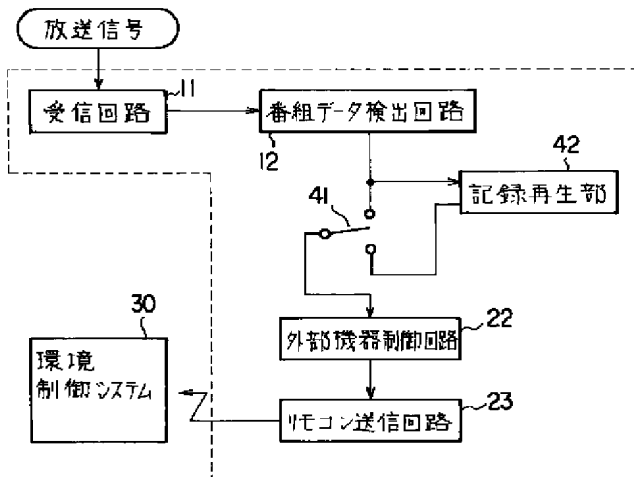 放送信号
11
受信回路
番組データ検出回路
12
42
記録再生部
41
22
外部機器制御回路
30
環境
制御システム
23
リモコン送信回路